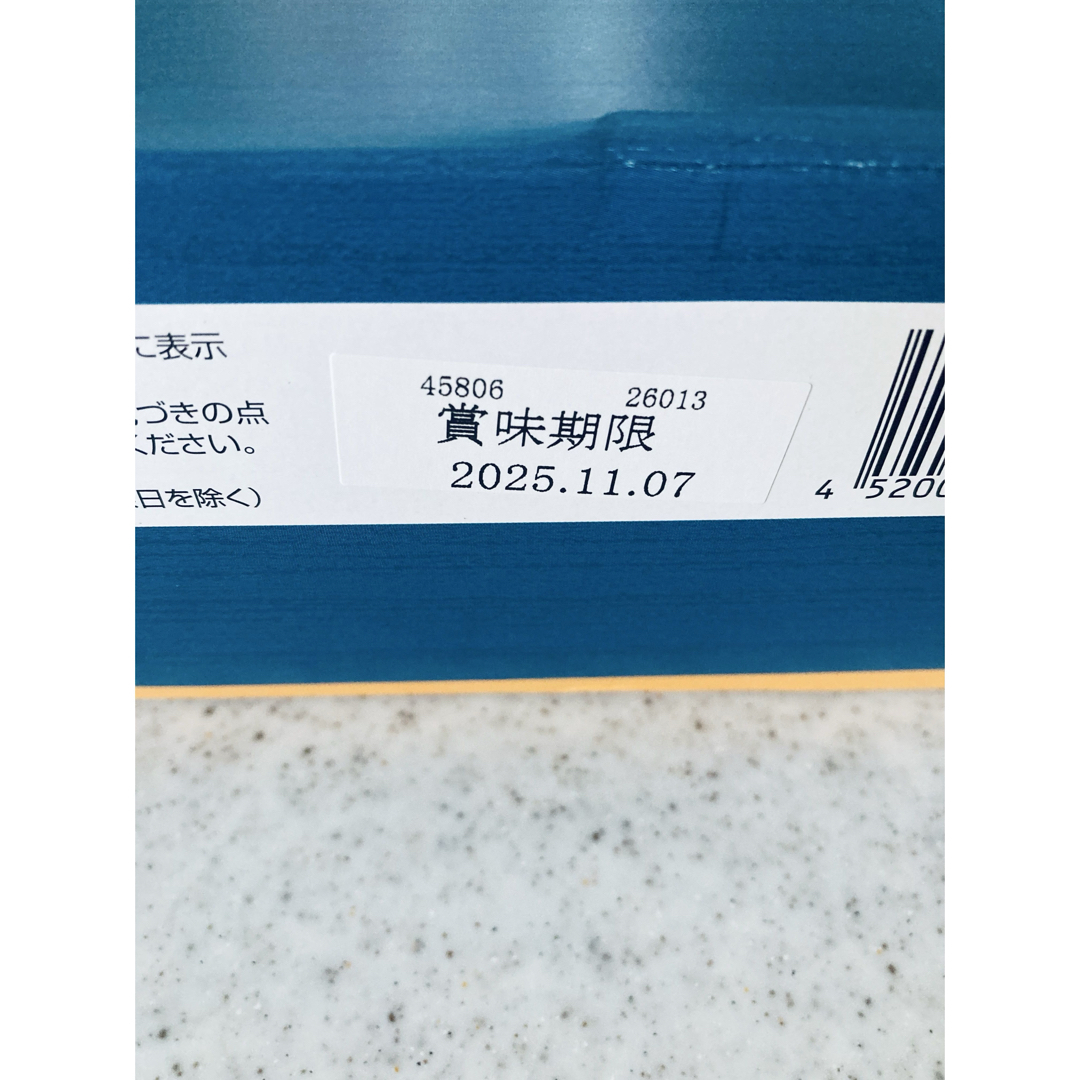 に表示
づきの点
ください。
日を除く）
45806 26013
賞味期限
2025.11.07
4 5200